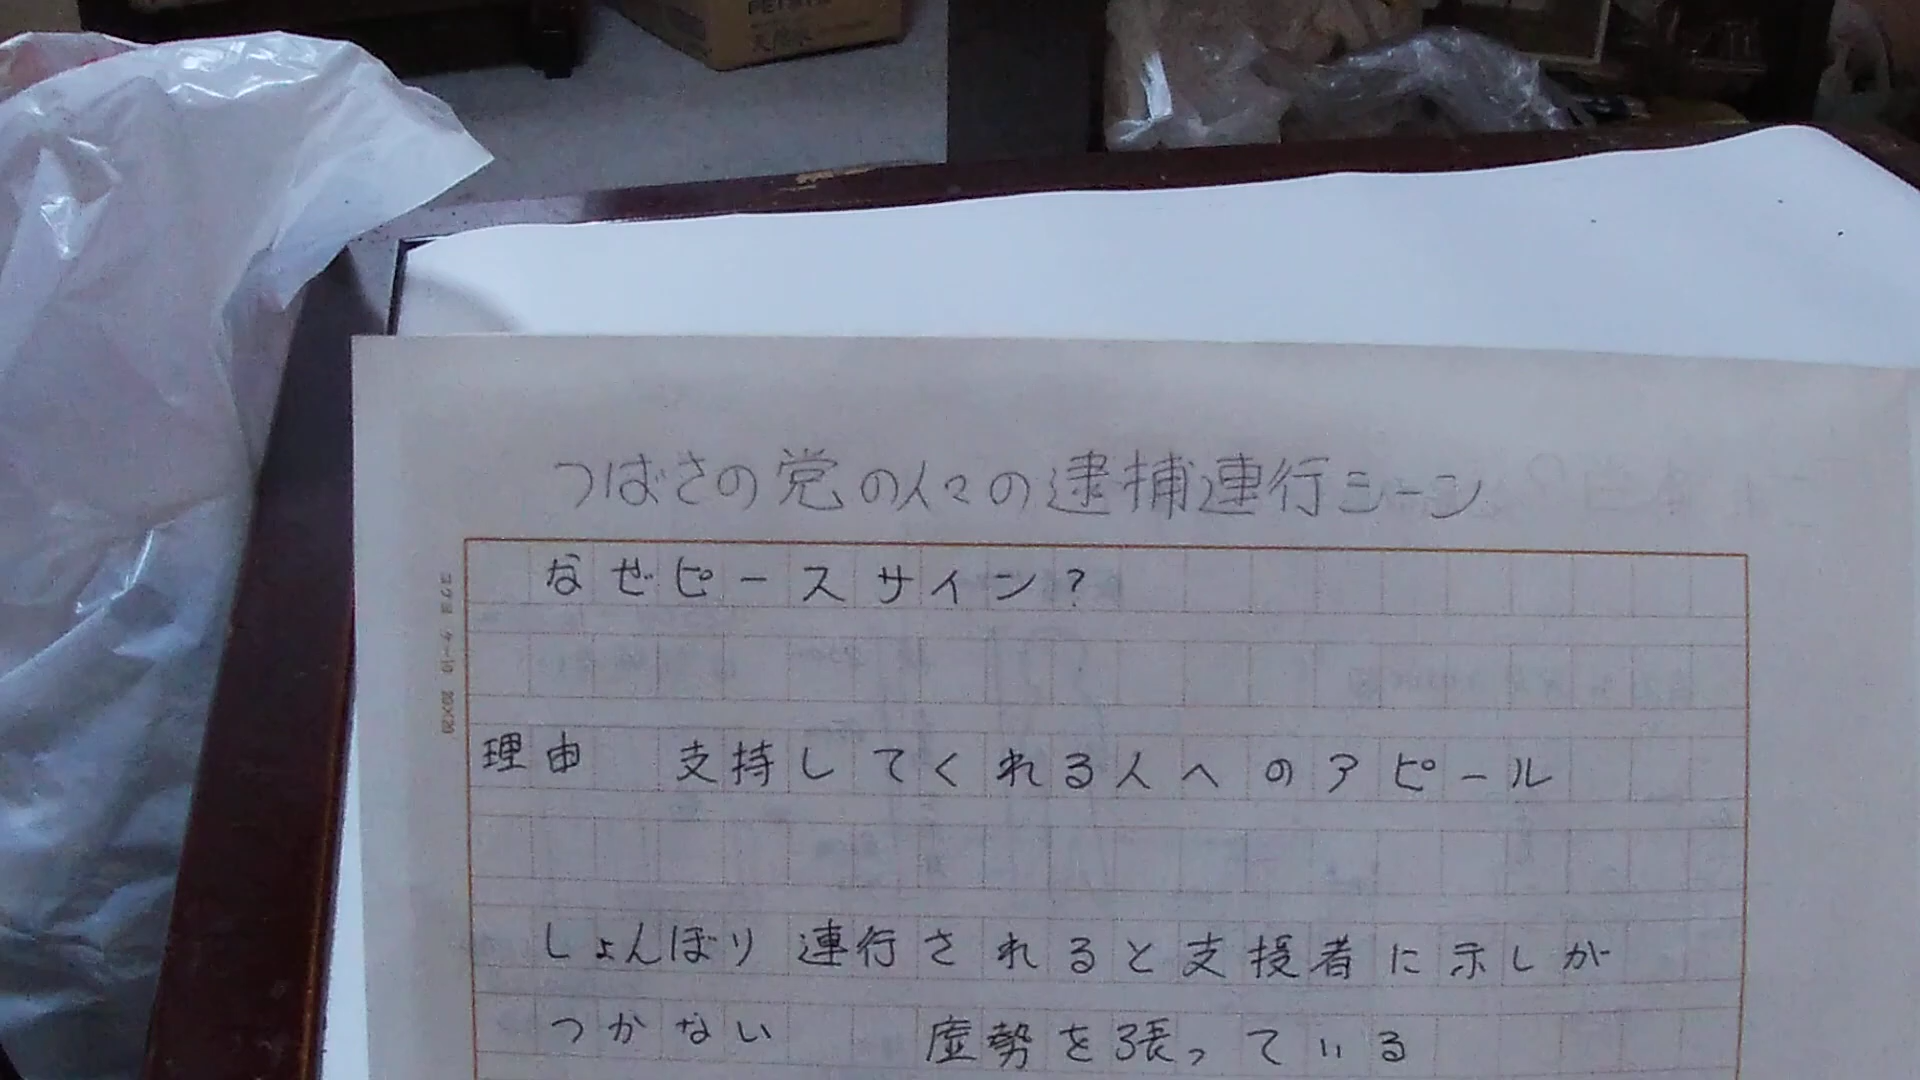 つばさの党の人々の逮捕連行シーン
なぜピースサイン?
理由 支持してくれる人へのアピール
しょんぼり連行されると支援者に示しが
つかない 虚勢を張っている